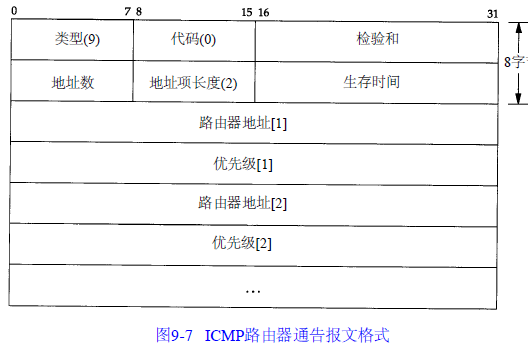 0 7 8 15 16 31
类型(9) 代码(0) 检验和
8字
地址数 地址项长度(2) 生存时间
路由器地址[1]
优先级[1]
路由器地址[2]
优先级[2]
…
图9-7 ICMP路由器通告报文格式